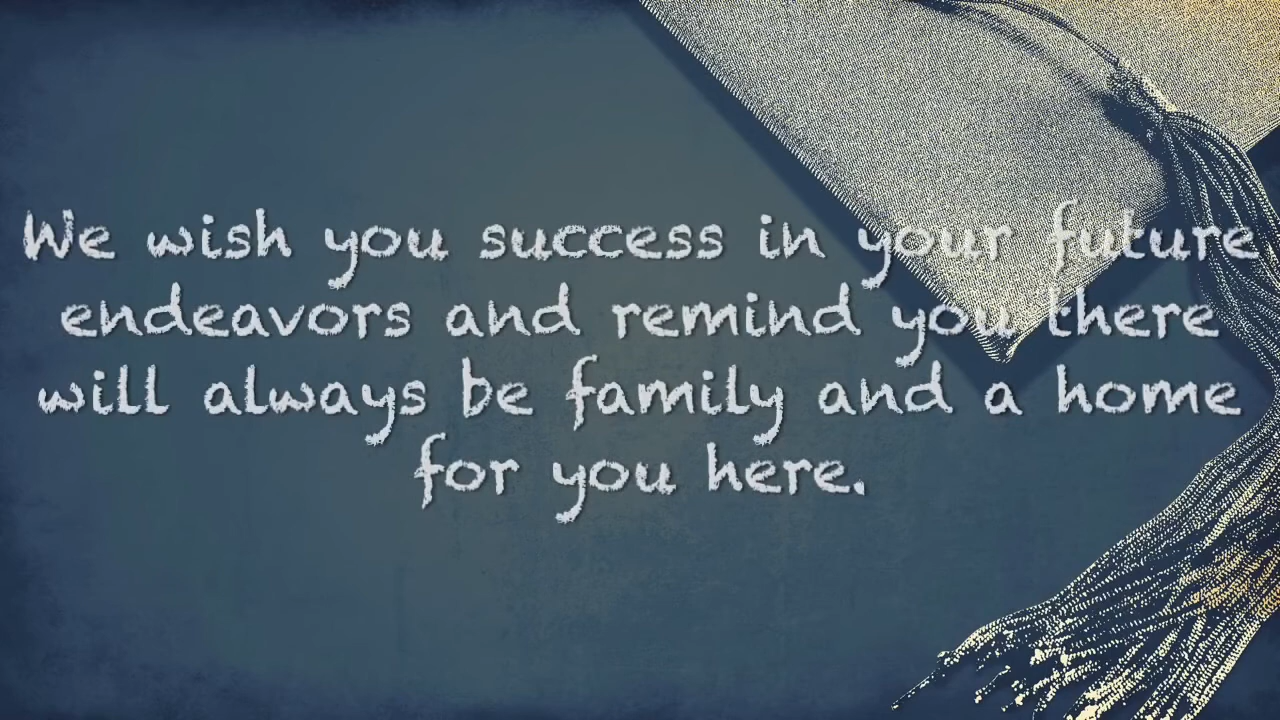 We wish you success in your future
endeavors and remind you there
will always be family and a home
for you here.